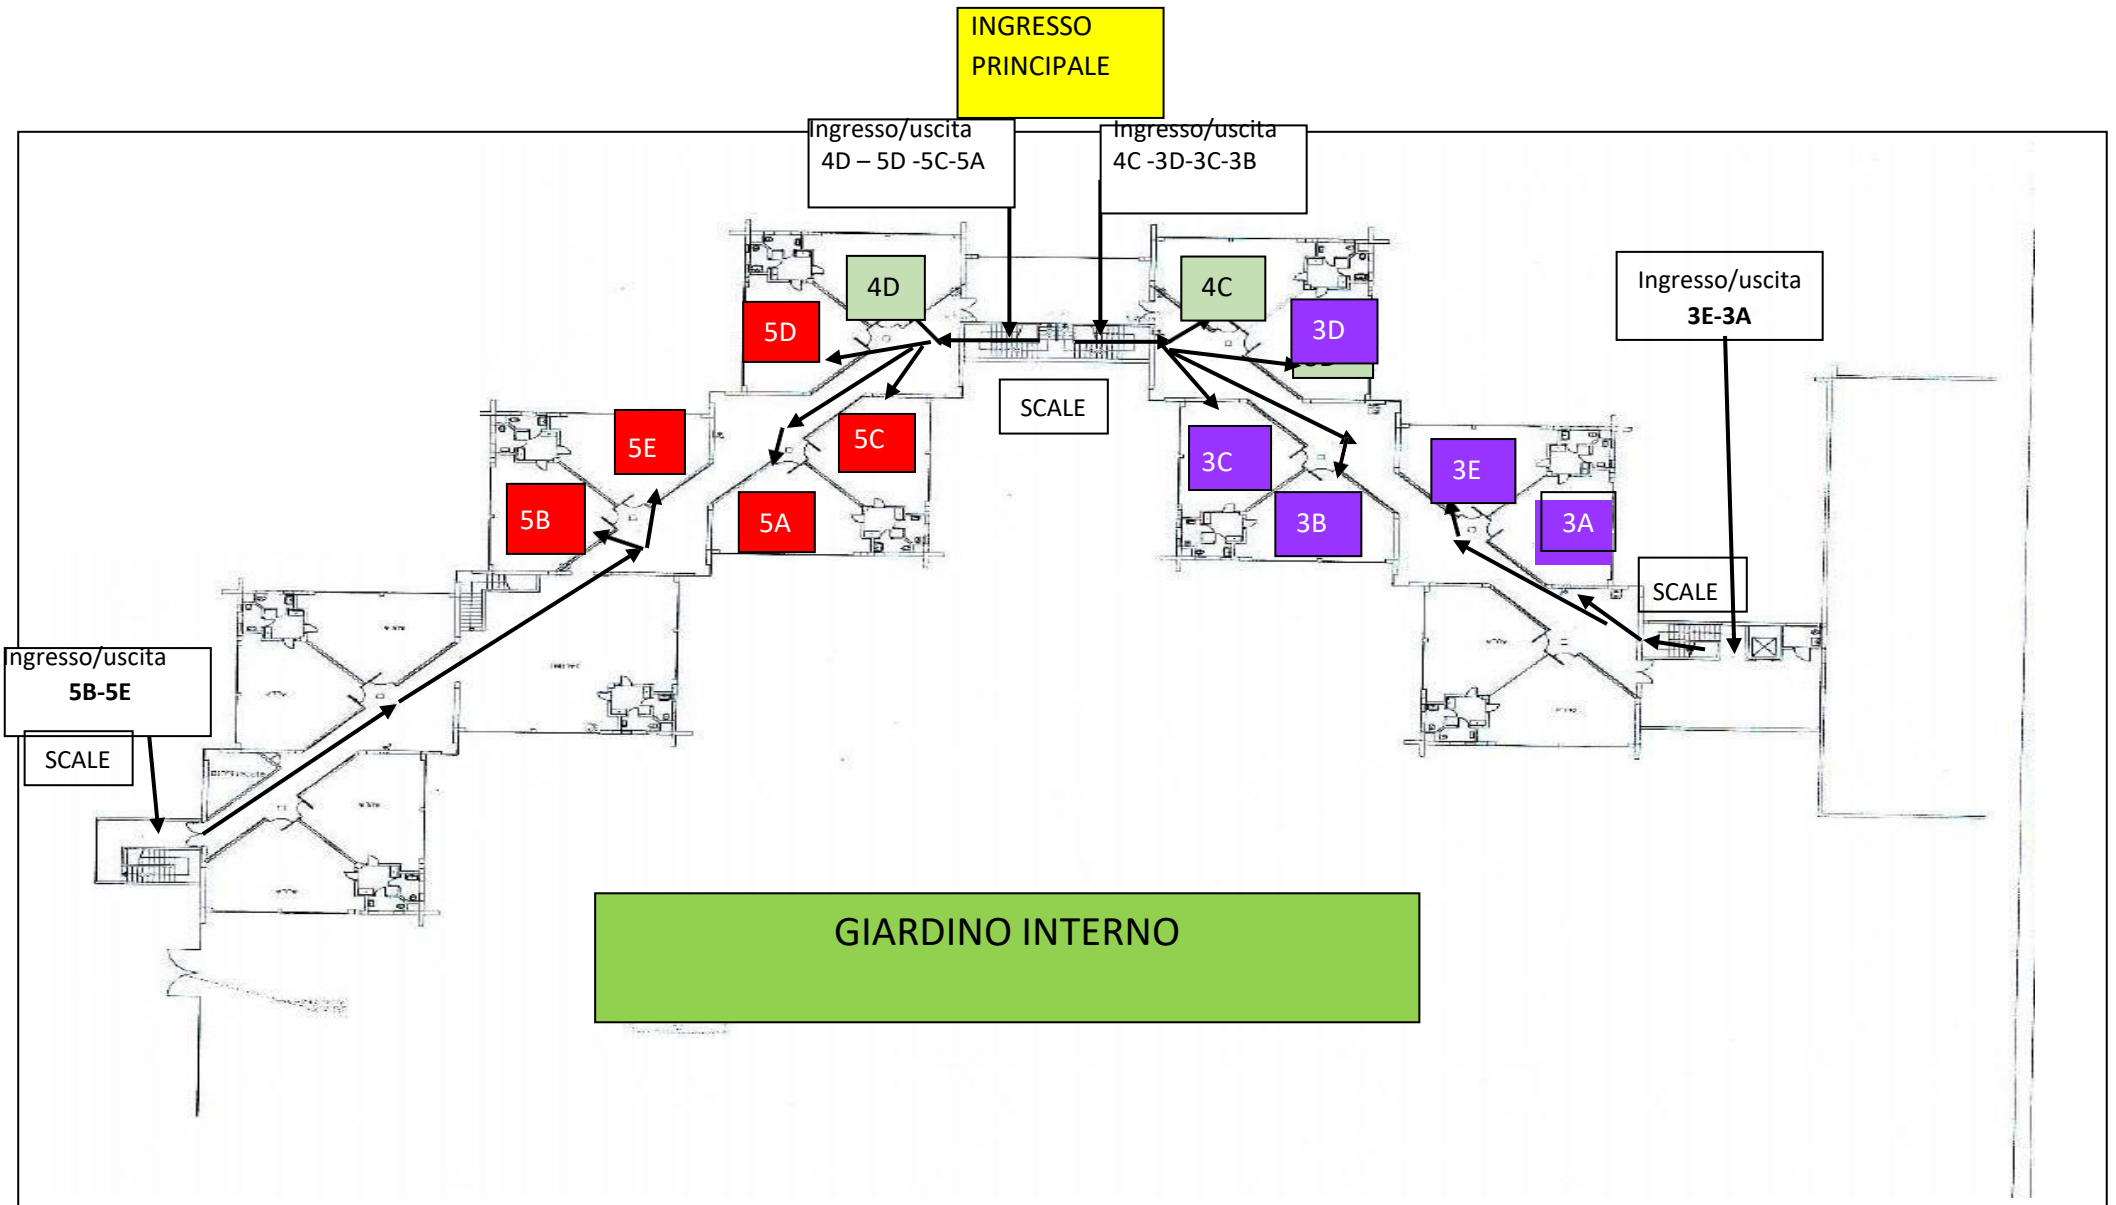 INGRESSO
PRINCIPALE
Ingresso/uscita
4D – 5D -5C-5A
Ingresso/uscita
4C -3D-3C-3B
Ingresso/uscita
3E-3A
4D
4C
5D
3D
SCALE
5E
5C
3C
3E
5B
5A
3B
3A
SCALE
Ingresso/uscita
5B-5E
SCALE
GIARDINO INTERNO